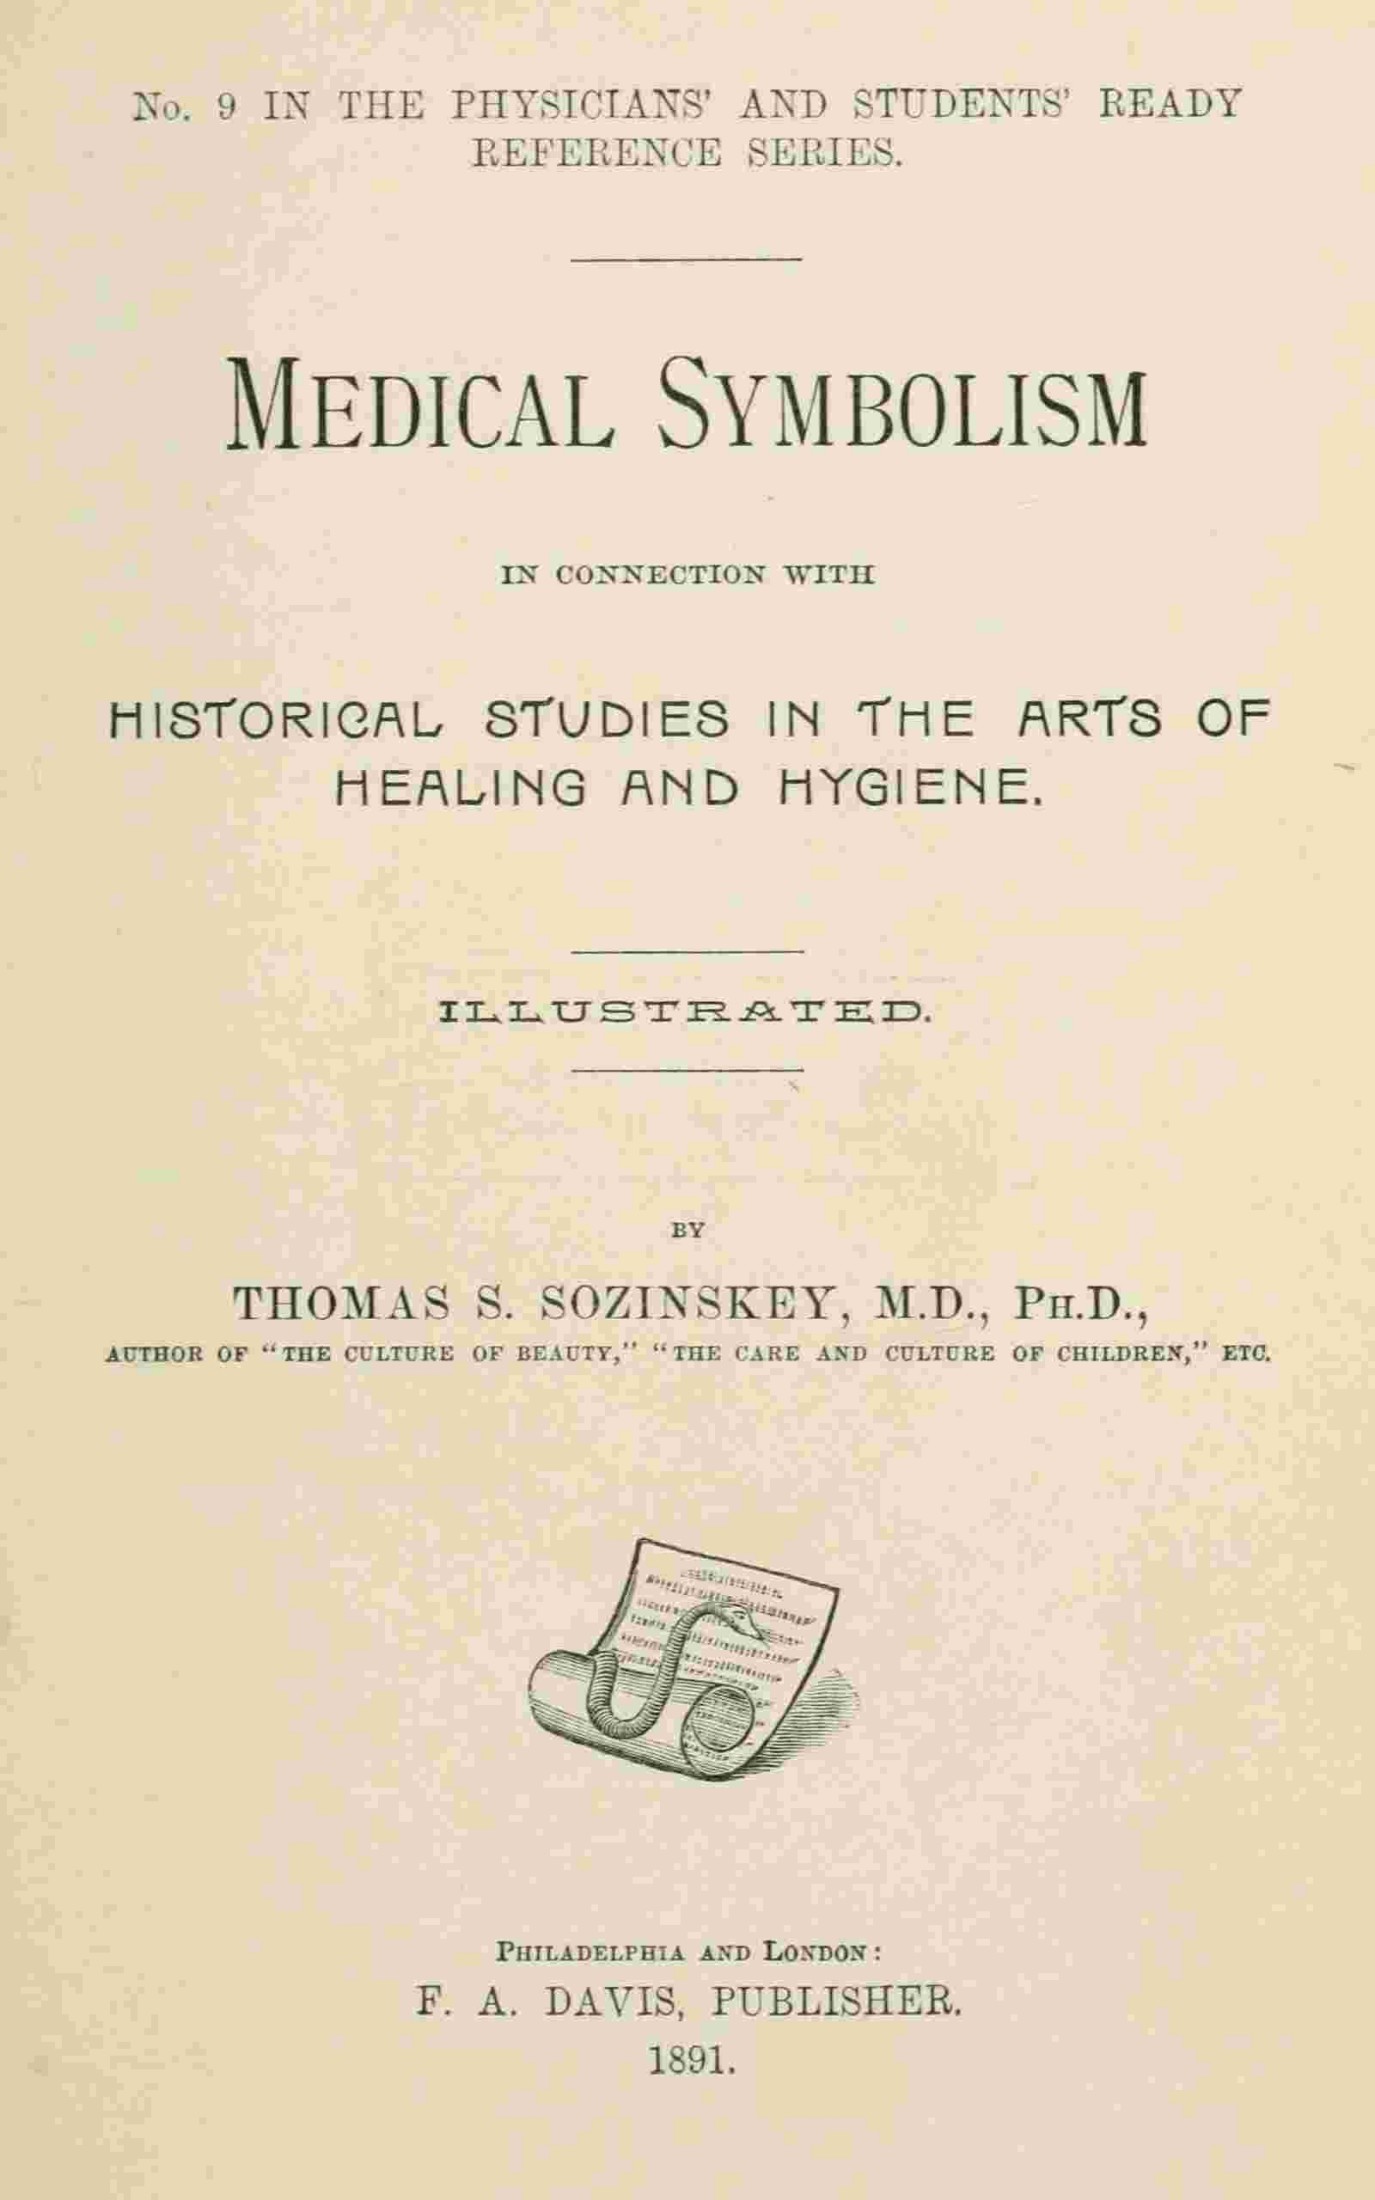 No. 9 IN THE PHYSICIANS' AND STUDENTS' READY
REFERENCE SERIES.
MEDICAL SYMBOLISM
IN CONNECTION WITH
HISTORICAL STUDIES IN THE ARTS OF
HEALING AND HYGIENE.
ILLUSTRATED.
BY
THOMAS S. SOZINSKEY, M.D., PH.D.,
AUTHOR OF "THE CULTURE OF BEAUTY," "THE CARE AND CULTURE OF CHILDREN," ETC.
PHILADELPHIA AND LONDON:
F. A. DAVIS, PUBLISHER.
1891.